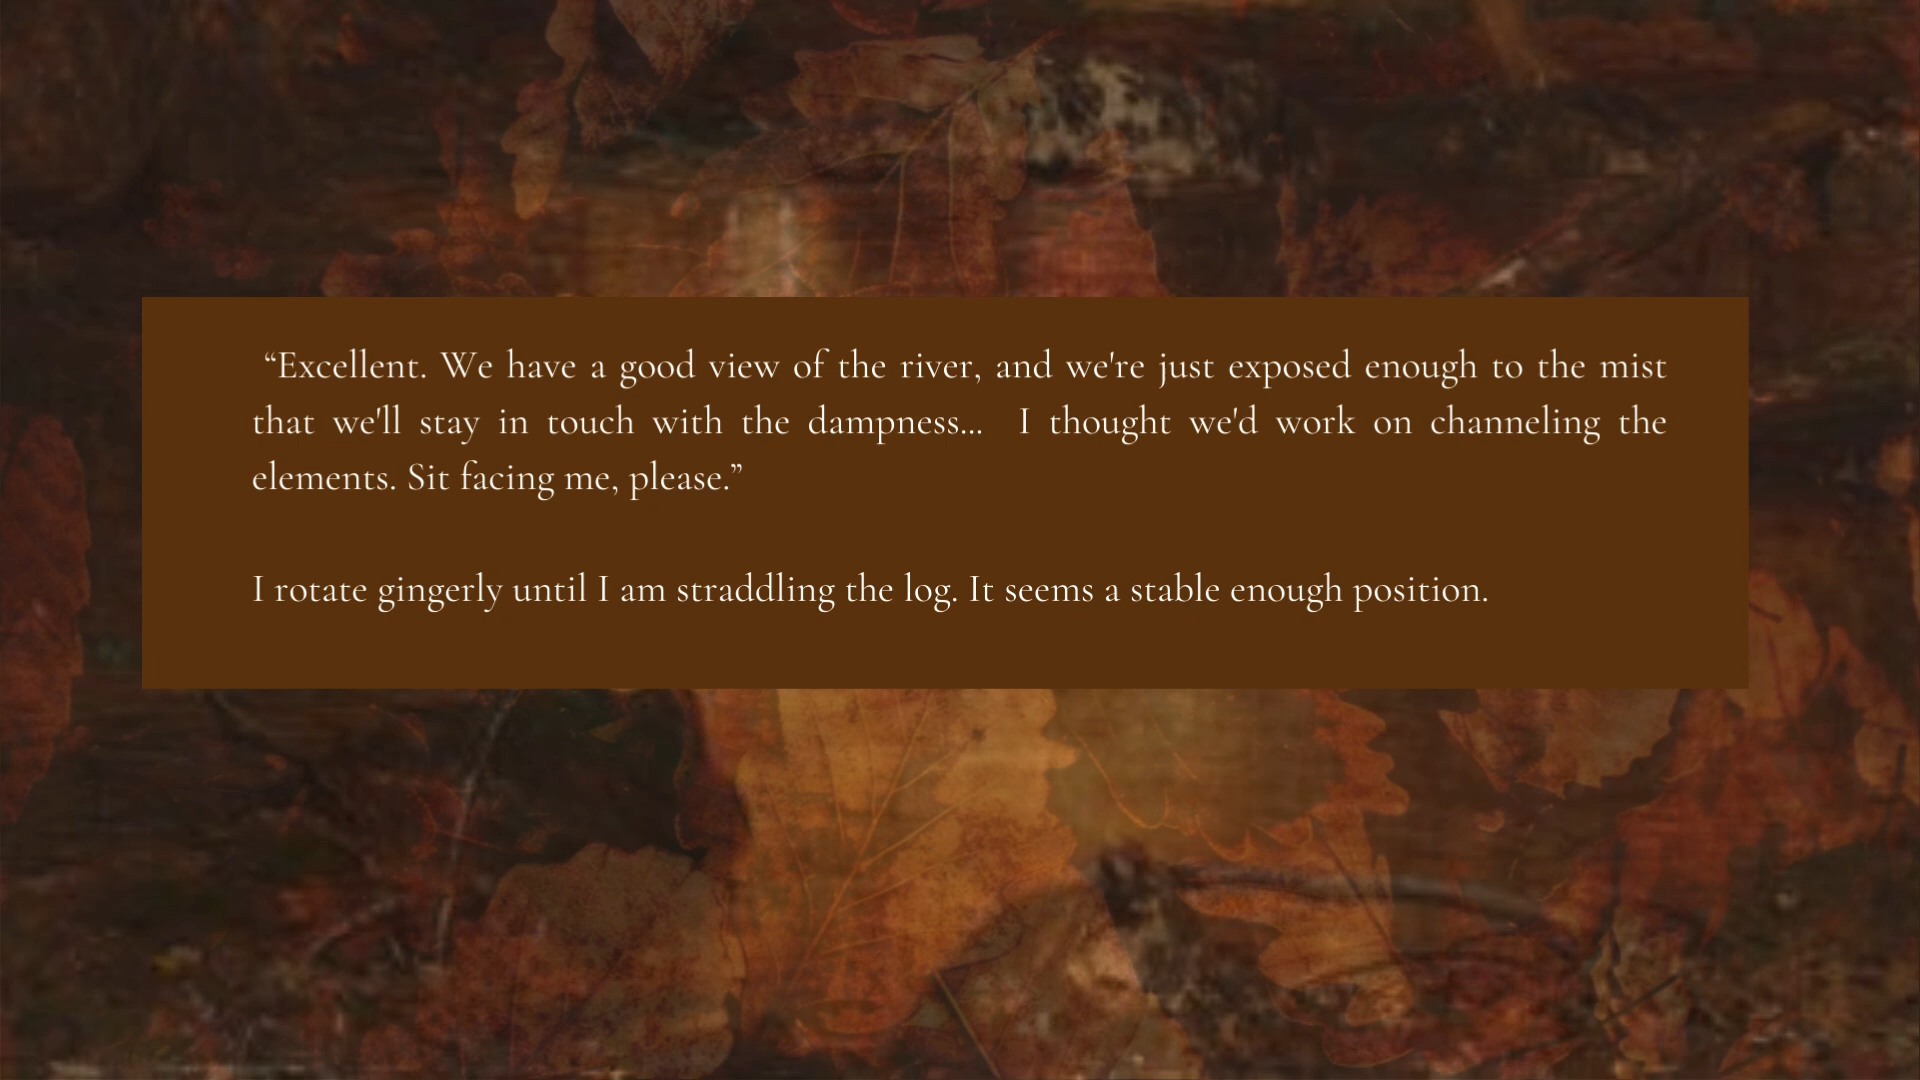 “Excellent. We have a good view of the river, and we're just exposed enough to the mist
that we'll stay in touch with the dampness... I thought we'd work on channeling the
elements. Sit facing me, please.”
I rotate gingerly until I am straddling the log. It seems a stable enough position.